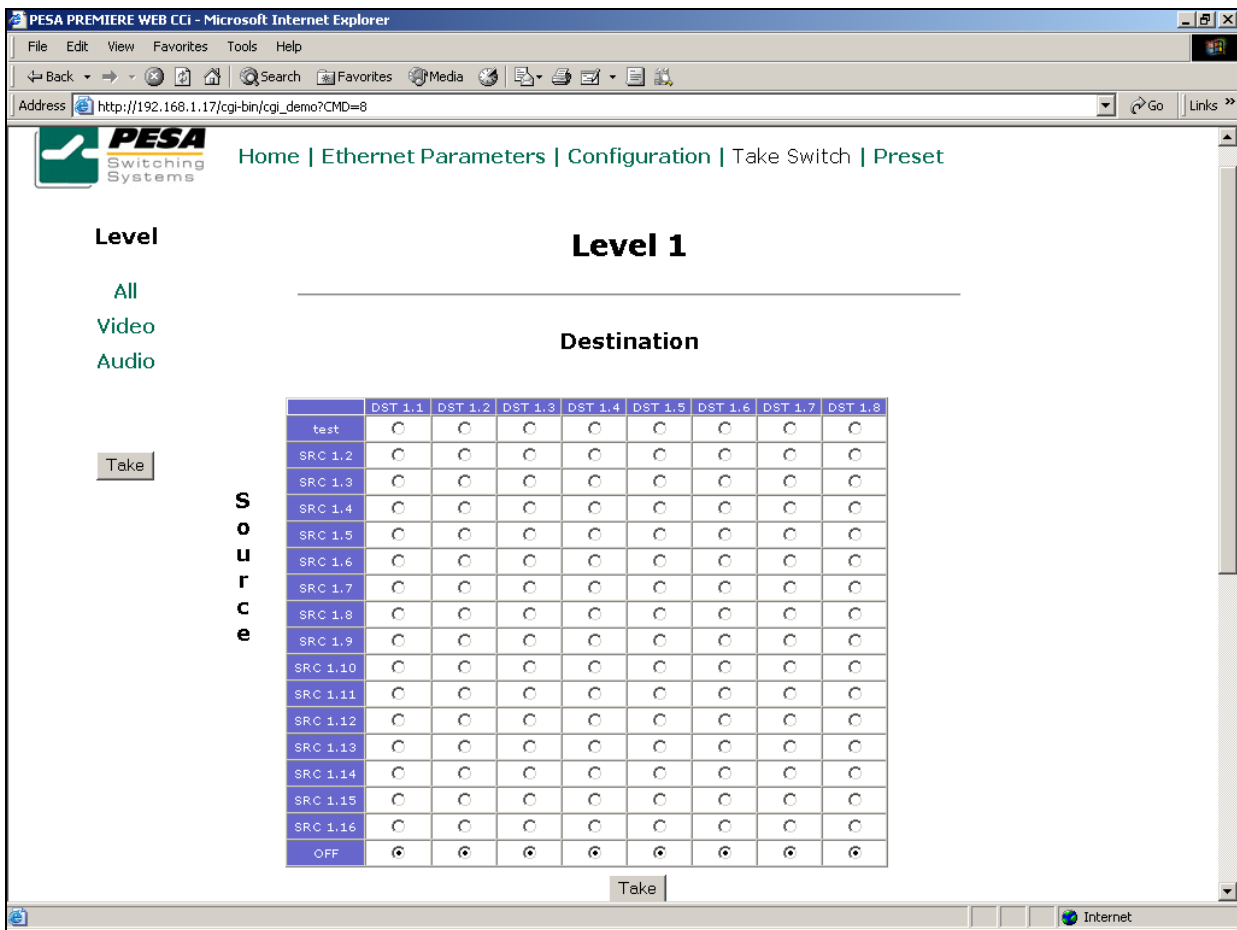 PESA PREMIERE WEB CCi - Microsoft Internet Explorer
File Edit View Favorites Tools Help
Back Search Favorites Media
Address http://192.168.1.17/cgi-bin/cgi_demo?CMD=8 Go Links »
PESA
Switching
Systems
Home | Ethernet Parameters | Configuration | Take Switch | Preset
Level
All
Video
Audio
Take
Level 1
Destination
Source
DST 1.1 DST 1.2 DST 1.3 DST 1.4 DST 1.5 DST 1.6 DST 1.7 DST 1.8
test
SRC 1.2
SRC 1.3
SRC 1.4
SRC 1.5
SRC 1.6
SRC 1.7
SRC 1.8
SRC 1.9
SRC 1.10
SRC 1.11
SRC 1.12
SRC 1.13
SRC 1.14
SRC 1.15
SRC 1.16
OFF
Take
Internet